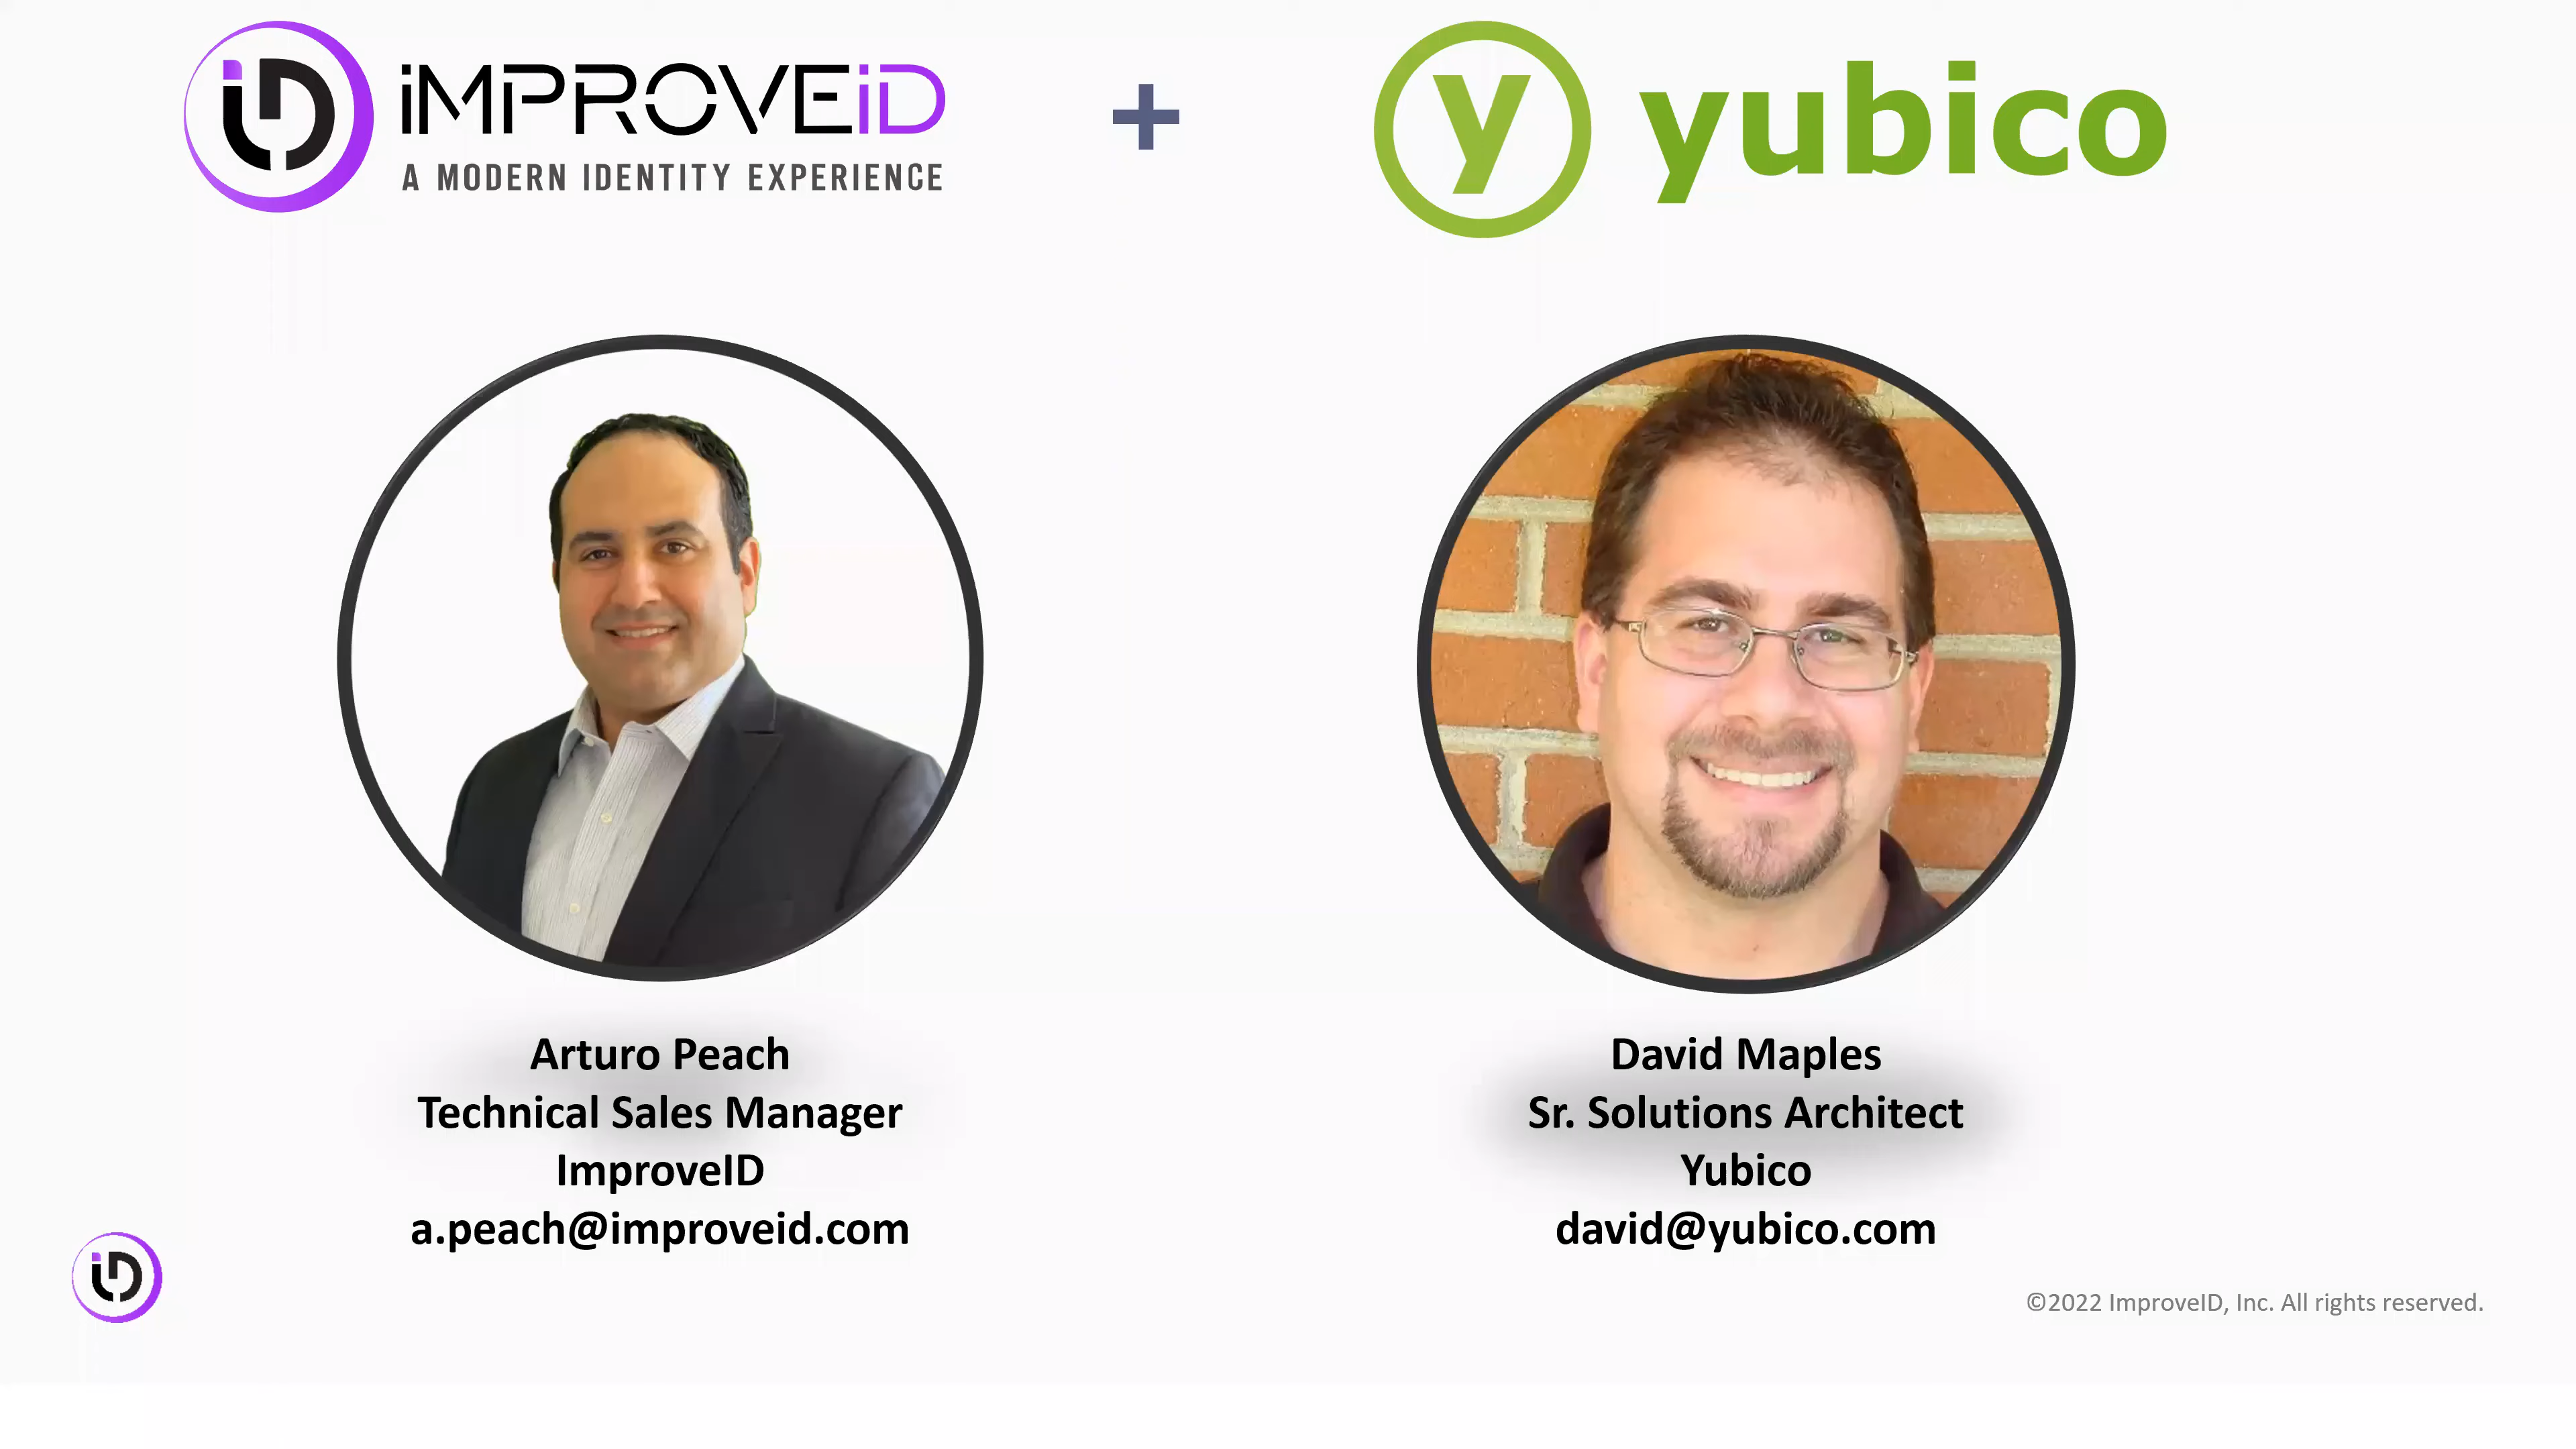 iMPROVEiD
A MODERN IDENTITY EXPERIENCE
+
y yubico
Arturo Peach
Technical Sales Manager
ImproveID
a.peach@improveid.com
David Maples
Sr. Solutions Architect
Yubico
david@yubico.com
iD
©2022 ImproveID, Inc. All rights reserved.